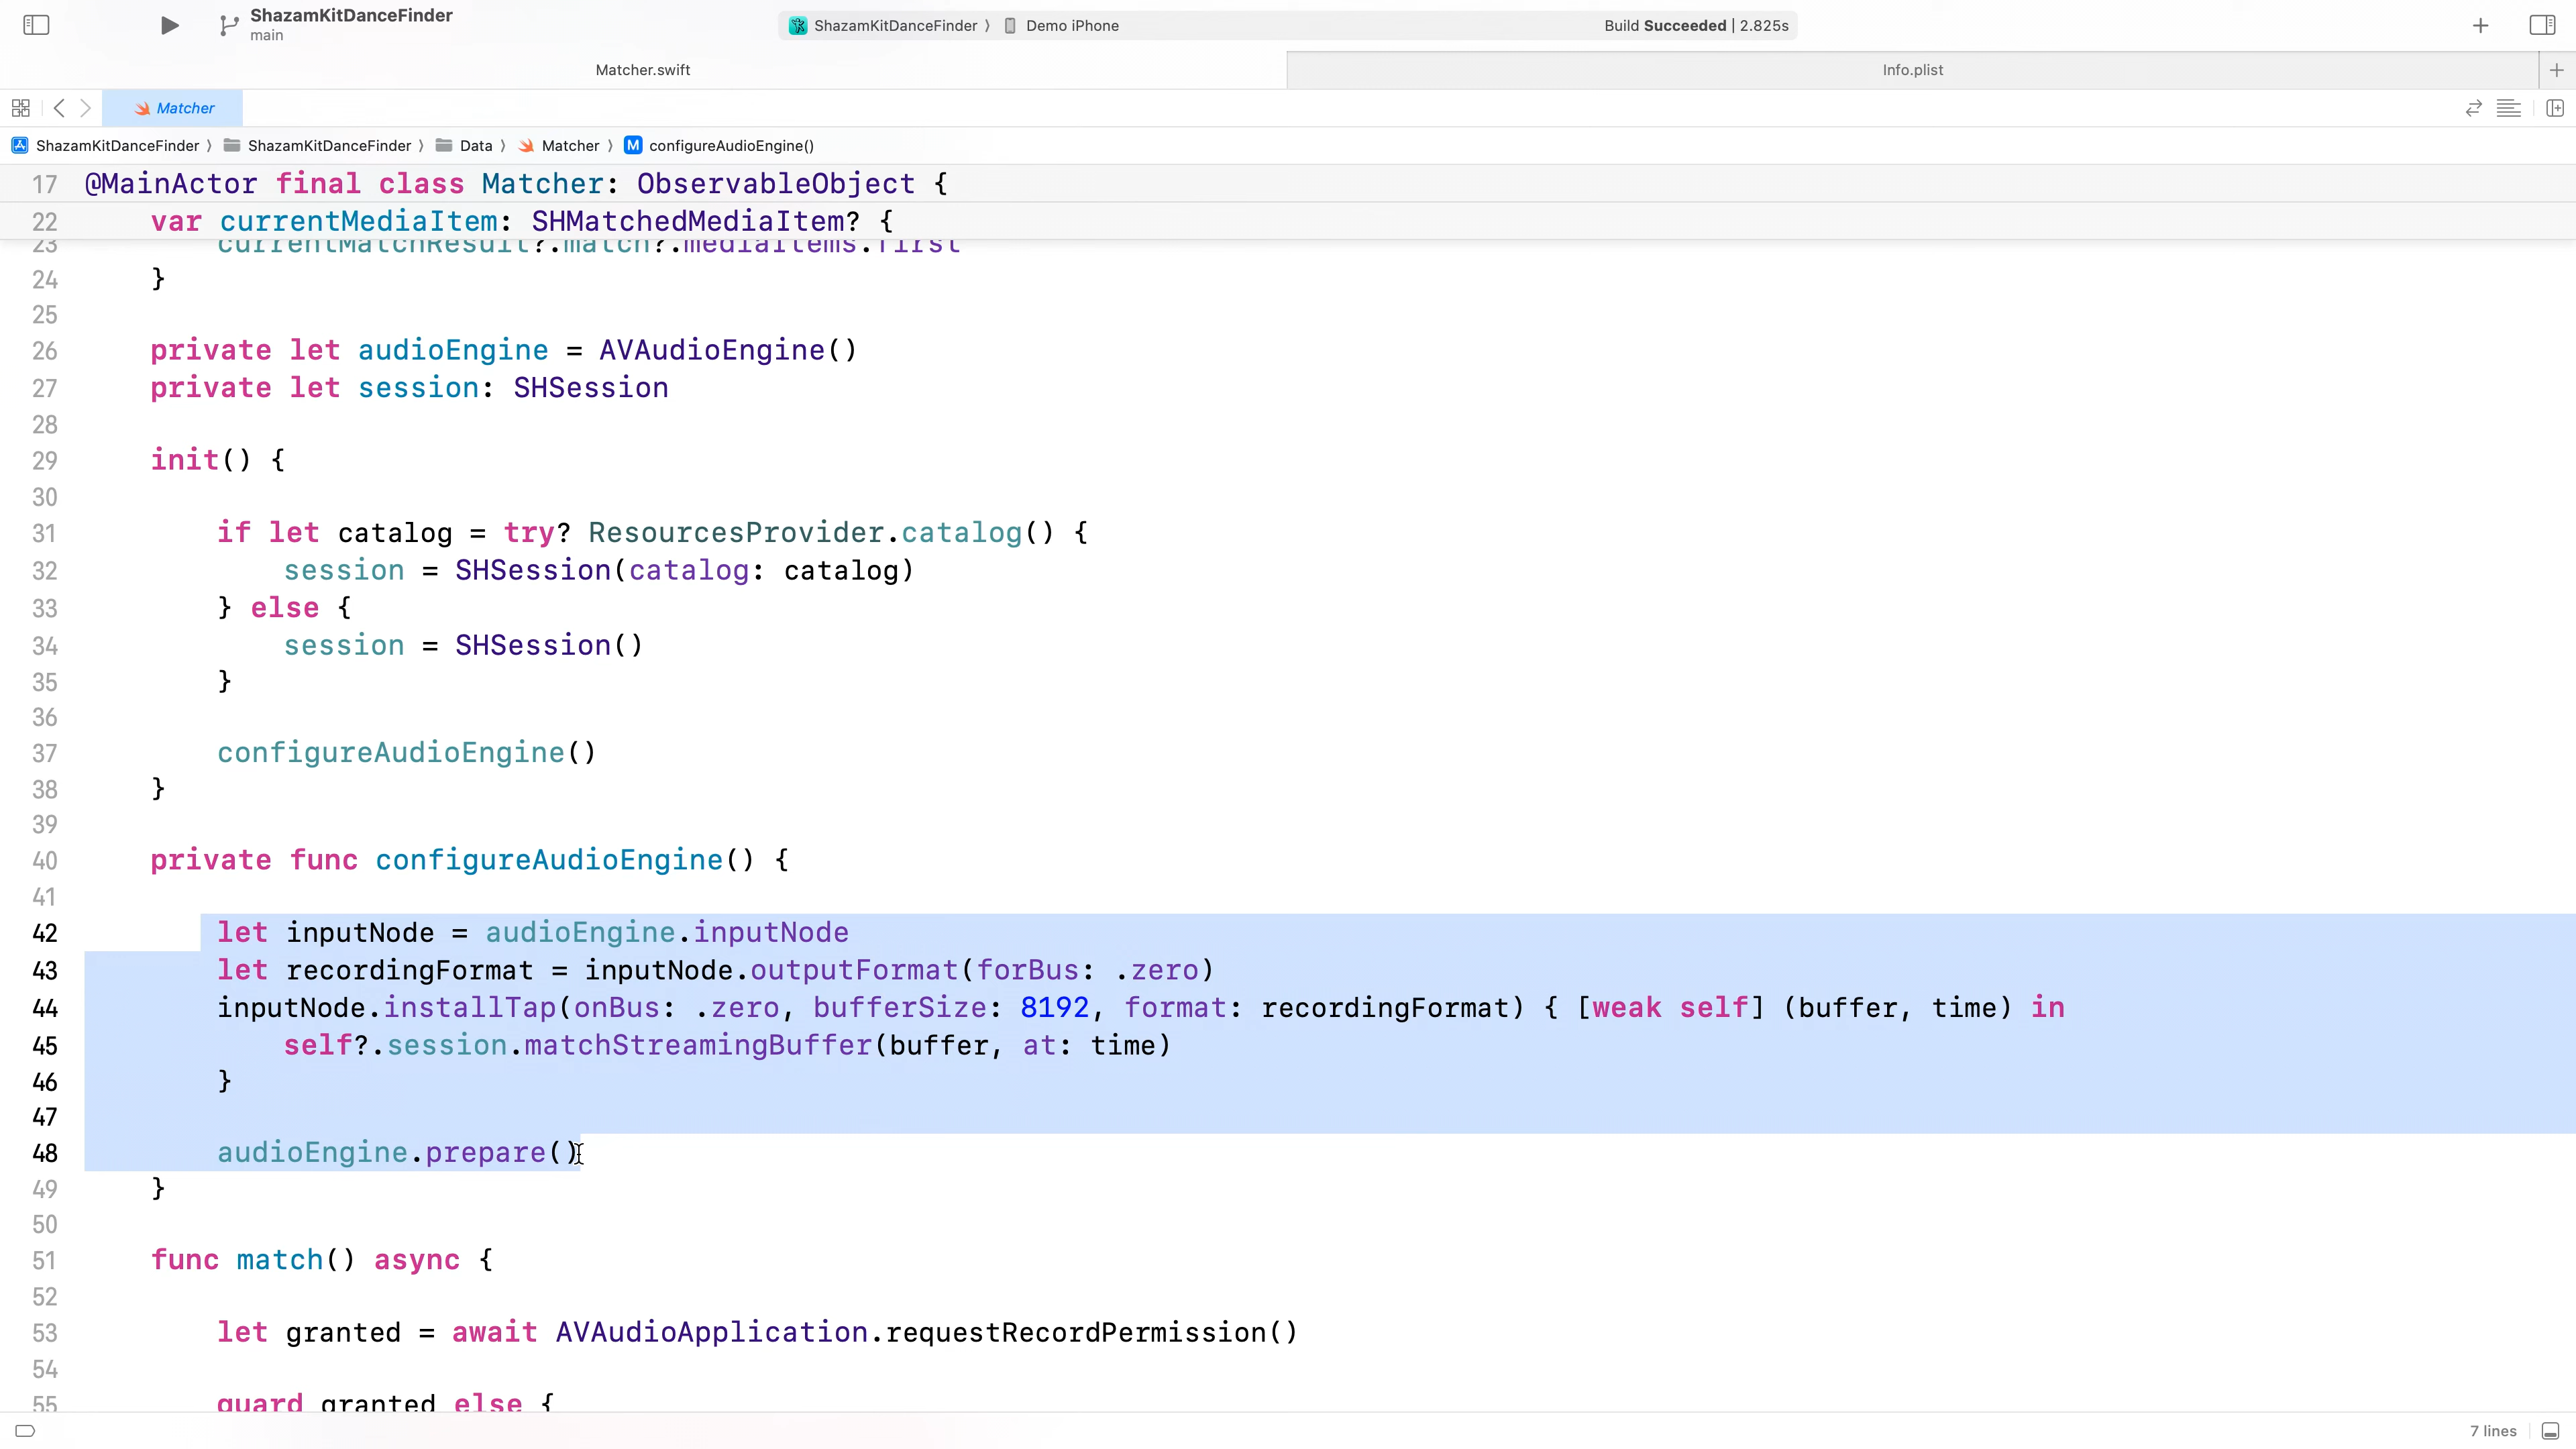 ShazamKitDanceFinder
main
ShazamKitDanceFinder 〉 Demo iPhone
Build Succeeded | 2.825s
Matcher.swift
Info.plist
Matcher
ShazamKitDanceFinder 〉 ShazamKitDanceFinder 〉 Data 〉 Matcher 〉 M configureAudioEngine()
17 @MainActor final class Matcher: ObservableObject {
22 var currentMediaItem: SHMatchedMediaItem? {
23 currentMatchResult?.match?.mediaItems.first
24 }
25
26 private let audioEngine = AVAudioEngine()
27 private let session: SHSession
28
29 init() {
30
31 if let catalog = try? ResourcesProvider.catalog() {
32 session = SHSession(catalog: catalog)
33 } else {
34 session = SHSession()
35 }
36
37 configureAudioEngine()
38 }
39
40 private func configureAudioEngine() {
41
42 let inputNode = audioEngine.inputNode
43 let recordingFormat = inputNode.outputFormat(forBus: .zero)
44 inputNode.installTap(onBus: .zero, bufferSize: 8192, format: recordingFormat) { [weak self] (buffer, time) in
45 self?.session.matchStreamingBuffer(buffer, at: time)
46 }
47
48 audioEngine.prepare()
49 }
50
51 func match() async {
52
53 let granted = await AVAudioApplication.requestRecordPermission()
54
55 guard granted else {
7 lines